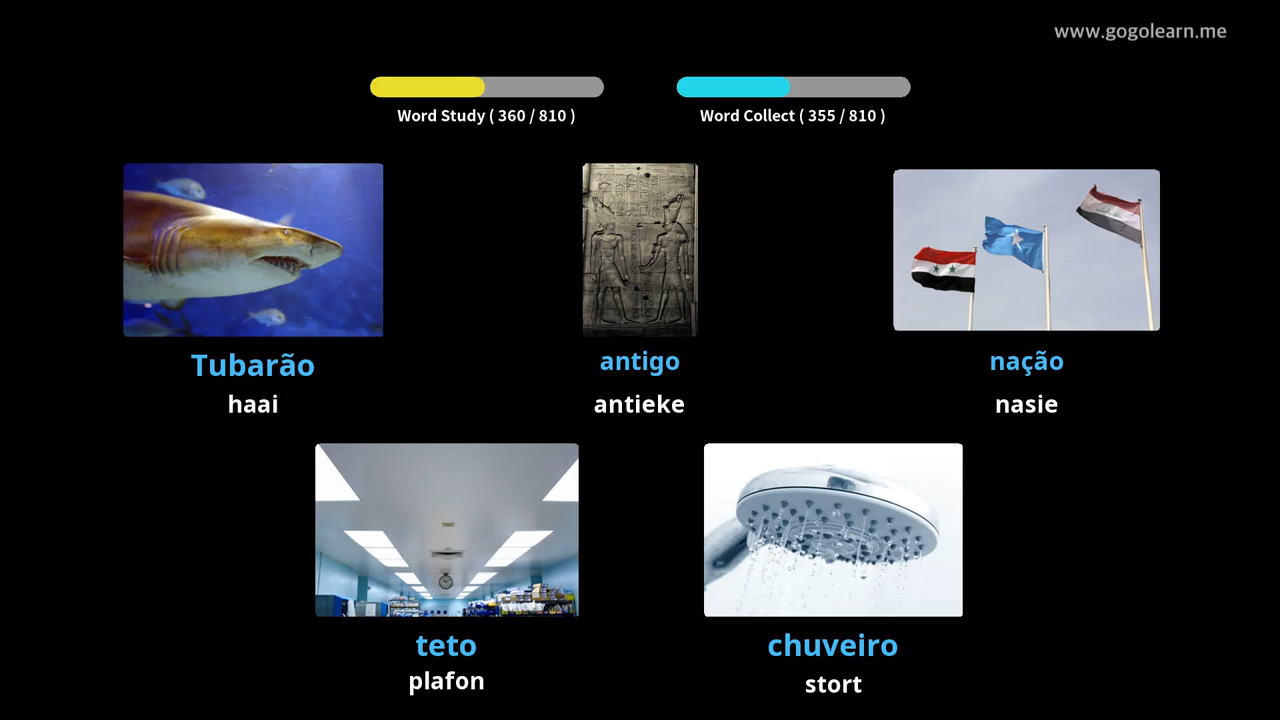 www.gogolearn.me
Word Study ( 360 / 810 )
Word Collect ( 355 / 810 )
Tubarão
haai
antigo
antieke
nação
nasie
teto
plafon
chuveiro
stort